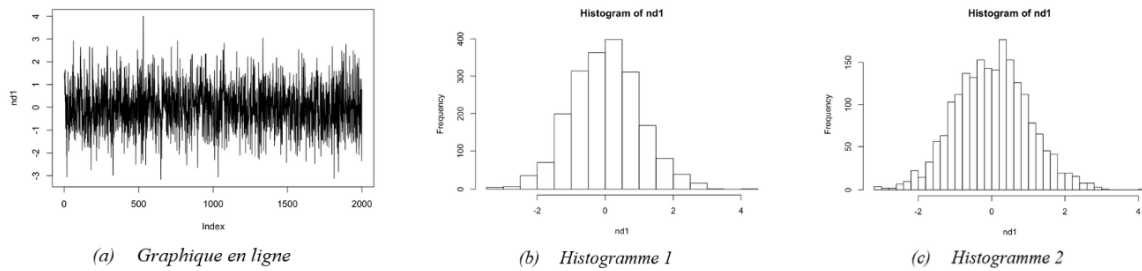 nd1
4
3
2
1
0
-1
-2
-3
0 500 1000 1500 2000
Index
(a) Graphique en ligne
Histogram of nd1
Frequency
400
300
200
100
0
-2 0 2 4
nd1
(b) Histogramme 1
Histogram of nd1
Frequency
150
100
50
0
-2 0 2 4
nd1
(c) Histogramme 2